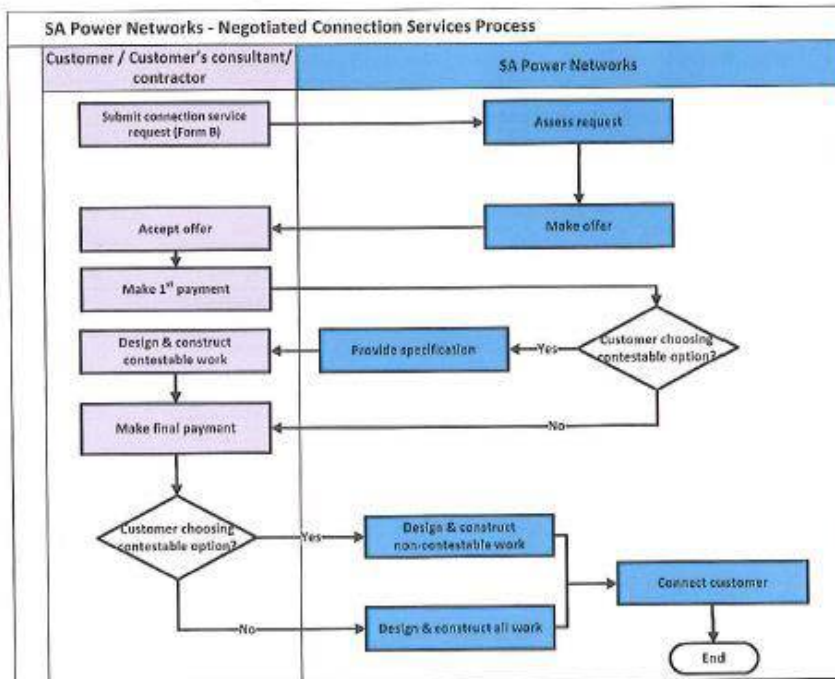 SA Power Networks - Negotiated Connection Services Process
Customer / Customer's consultant/
contractor
SA Power Networks
Submit connection service
request (Form B)
Assess request
Accept offer
Make offer
Make 1st payment
Design & construct
contestable work
Provide specification
Yes
Customer choosing
contestable option?
Make final payment
No
Customer choosing
contestable option?
Yes
Design & construct
non-contestable work
Connect customer
No
Design & construct all work
End